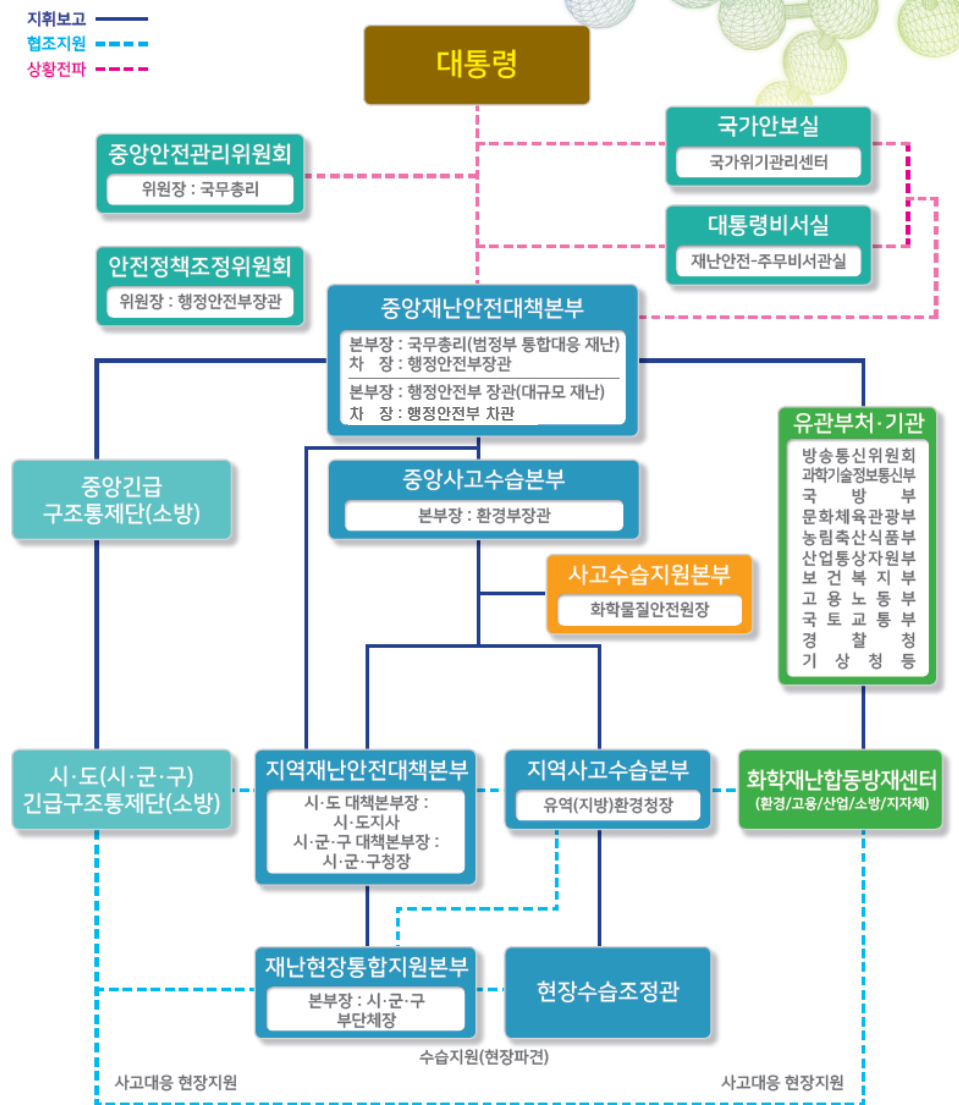 지휘보고
협조지원
상황전파
대통령
중앙안전관리위원회
위원장 : 국무총리
국가안보실
국가위기관리센터
대통령비서실
재난안전-주무비서관실
안전정책조정위원회
위원장 : 행정안전부장관
중앙재난안전대책본부
본부장 : 국무총리(범정부 통합대응 재난)
차 장 : 행정안전부장관
본부장 : 행정안전부 장관(대규모 재난)
차 장 : 행정안전부 차관
유관부처·기관
방송통신위원회
과학기술정보통신부
국 방 부
문화체육관광부
농림축산식품부
산업통상자원부
보 건 복 지 부
고 용 노 동 부
국 토 교 통 부
경 찰 청
기 상 청 등
중앙긴급
구조통제단(소방)
중앙사고수습본부
본부장 : 환경부장관
사고수습지원본부
화학물질안전원장
시·도(시·군·구)
긴급구조통제단(소방)
지역재난안전대책본부
시·도 대책본부장 :
시·도지사
시·군·구 대책본부장 :
시·군·구청장
지역사고수습본부
유역(지방)환경청장
화학재난합동방재센터
(환경/고용/산업/소방/지자체)
재난현장통합지원본부
본부장 : 시·군·구
부단체장
현장수습조정관
수습지원(현장파견)
사고대응 현장지원
사고대응 현장지원